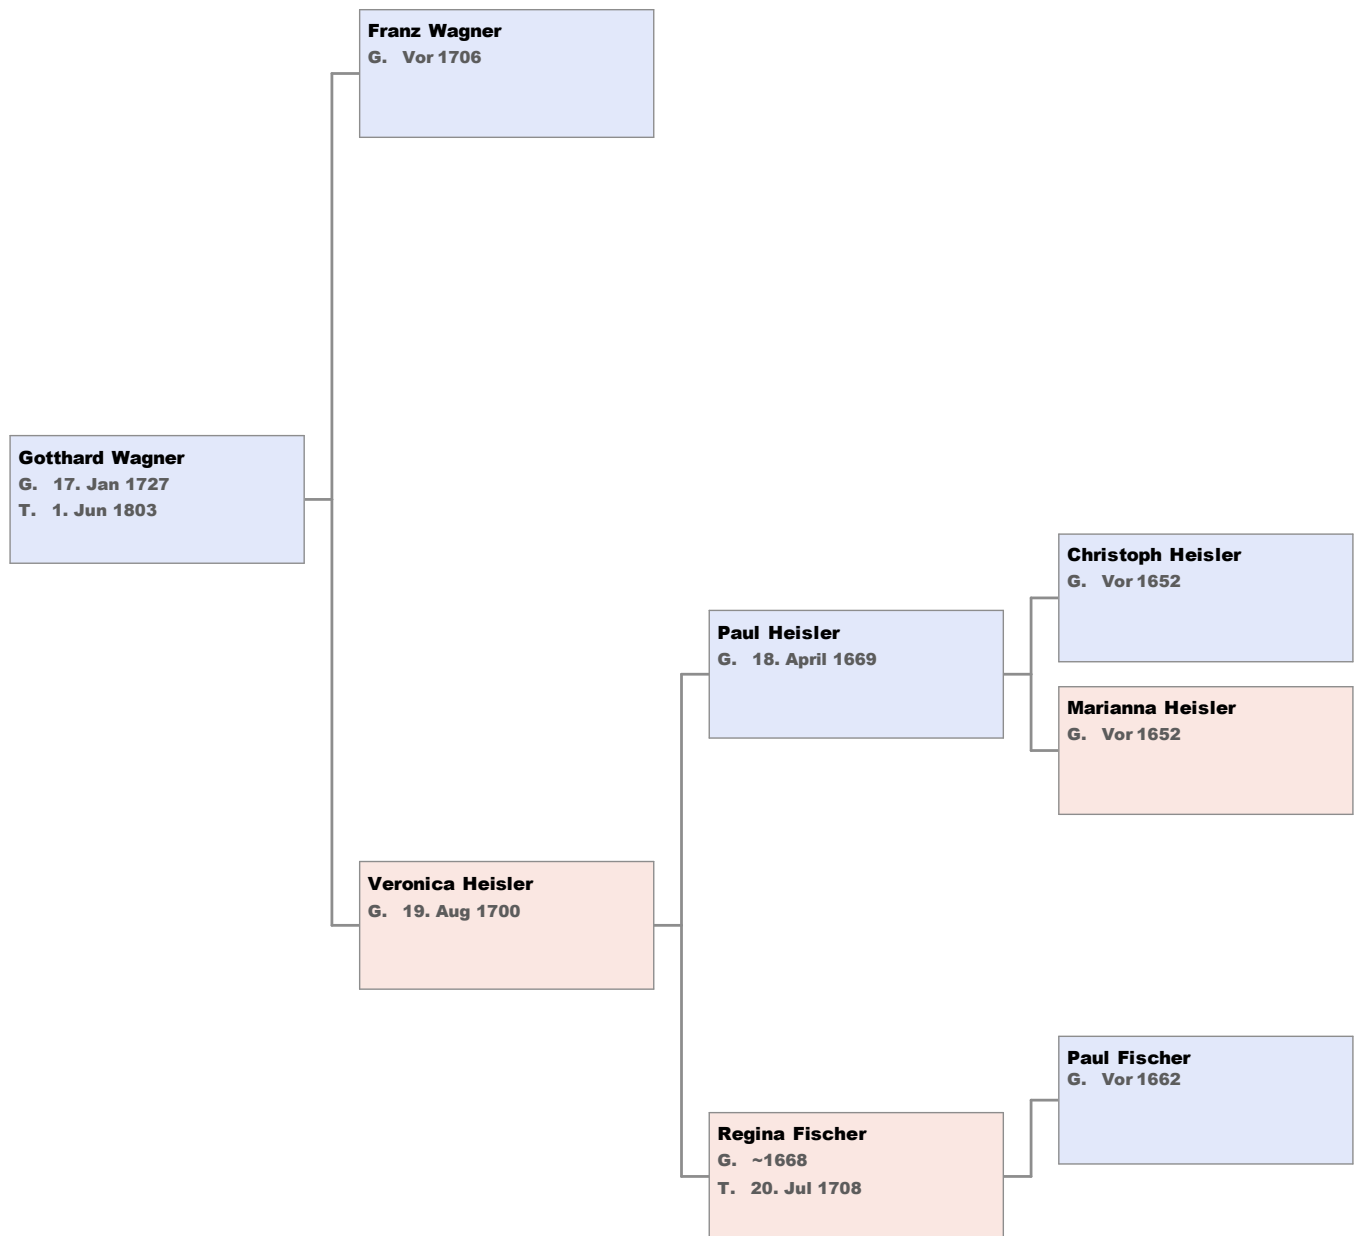 Franz Wagner
G. Vor 1706
Gotthard Wagner
G. 17. Jan 1727
T. 1. Jun 1803
Christoph Heisler
G. Vor 1652
Paul Heisler
G. 18. April 1669
Marianna Heisler
G. Vor 1652
Veronica Heisler
G. 19. Aug 1700
Paul Fischer
G. Vor 1662
Regina Fischer
G. ~1668
T. 20. Jul 1708